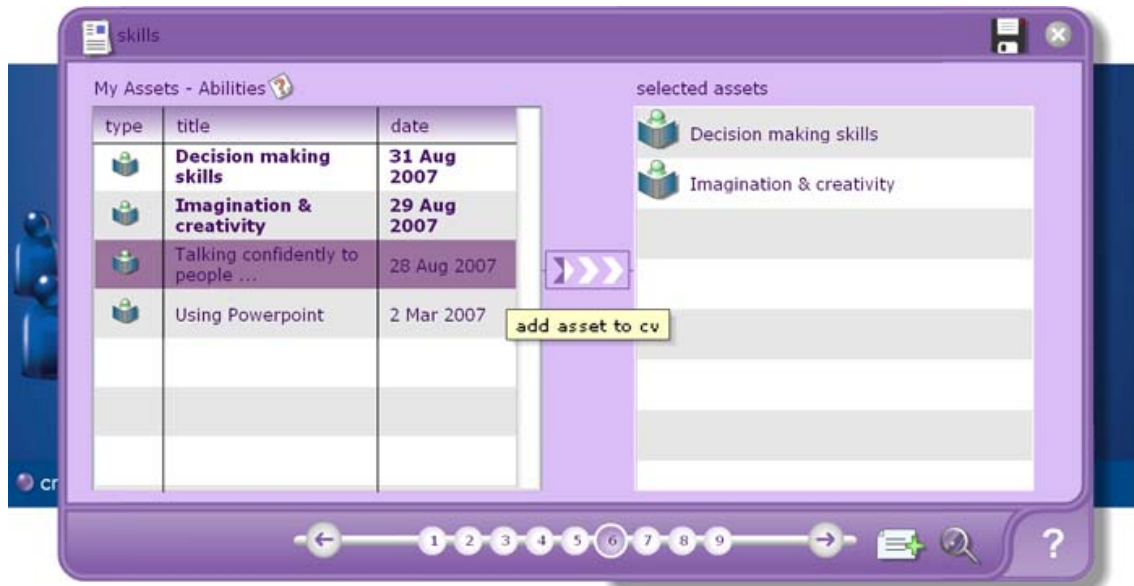 skills
My Assets - Abilities
type title date
Decision making skills 31 Aug 2007
Imagination & creativity 29 Aug 2007
Talking confidently to people ... 28 Aug 2007
Using Powerpoint 2 Mar 2007
add asset to cv
selected assets
Decision making skills
Imagination & creativity
cr
1 2 3 4 5 6 7 8 9
?